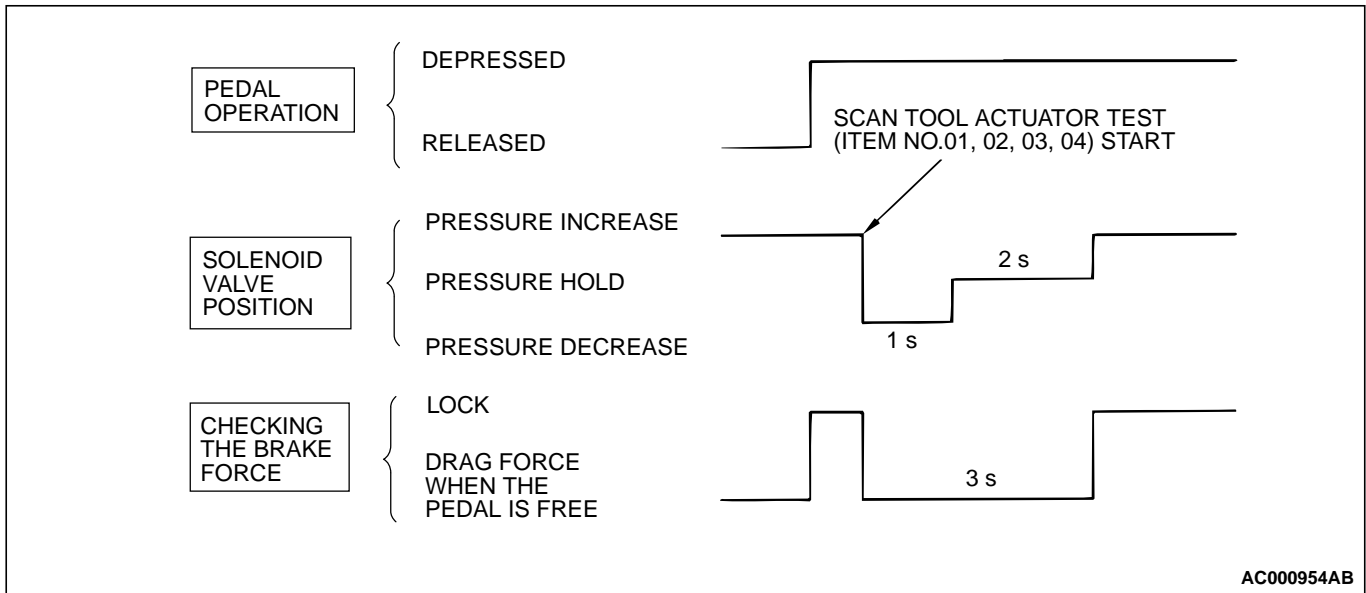 PEDAL
OPERATION
DEPRESSED
RELEASED
SCAN TOOL ACTUATOR TEST
(ITEM NO.01, 02, 03, 04) START
SOLENOID
VALVE
POSITION
PRESSURE INCREASE
PRESSURE HOLD
PRESSURE DECREASE
2 s
1 s
CHECKING
THE BRAKE
FORCE
LOCK
DRAG FORCE
WHEN THE
PEDAL IS FREE
3 s
AC000954AB